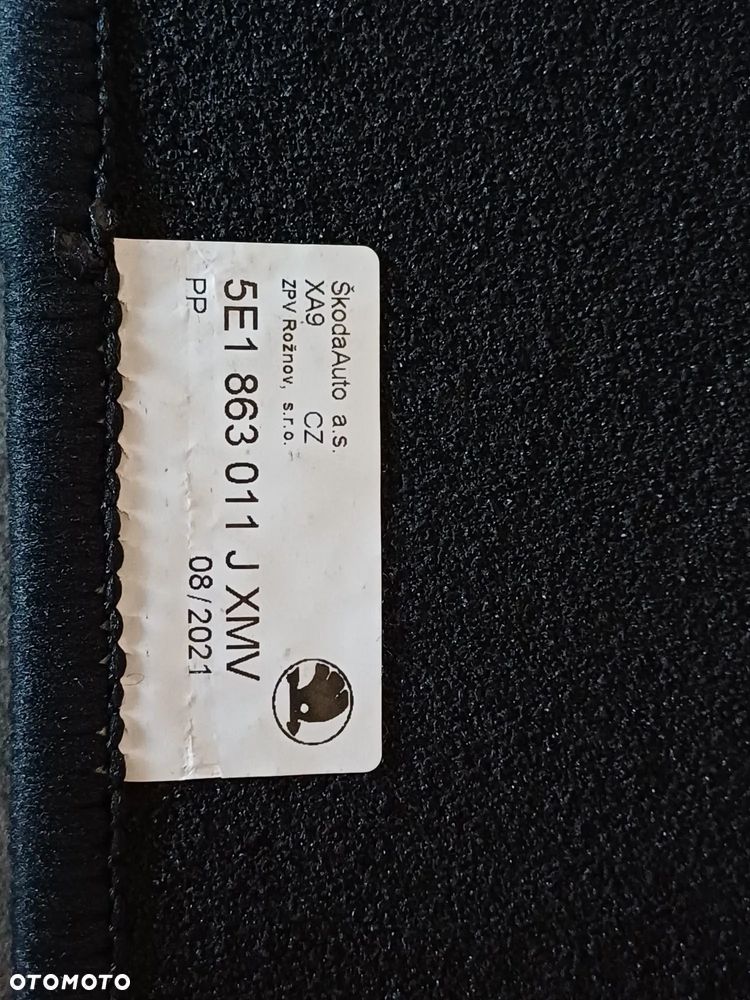 ŠkodaAuto a.s.
XA9 CZ
ZPV Rožnov, s.r.o.
5E1 863 011 J XMV
PP 08/2021
OTOMOTO